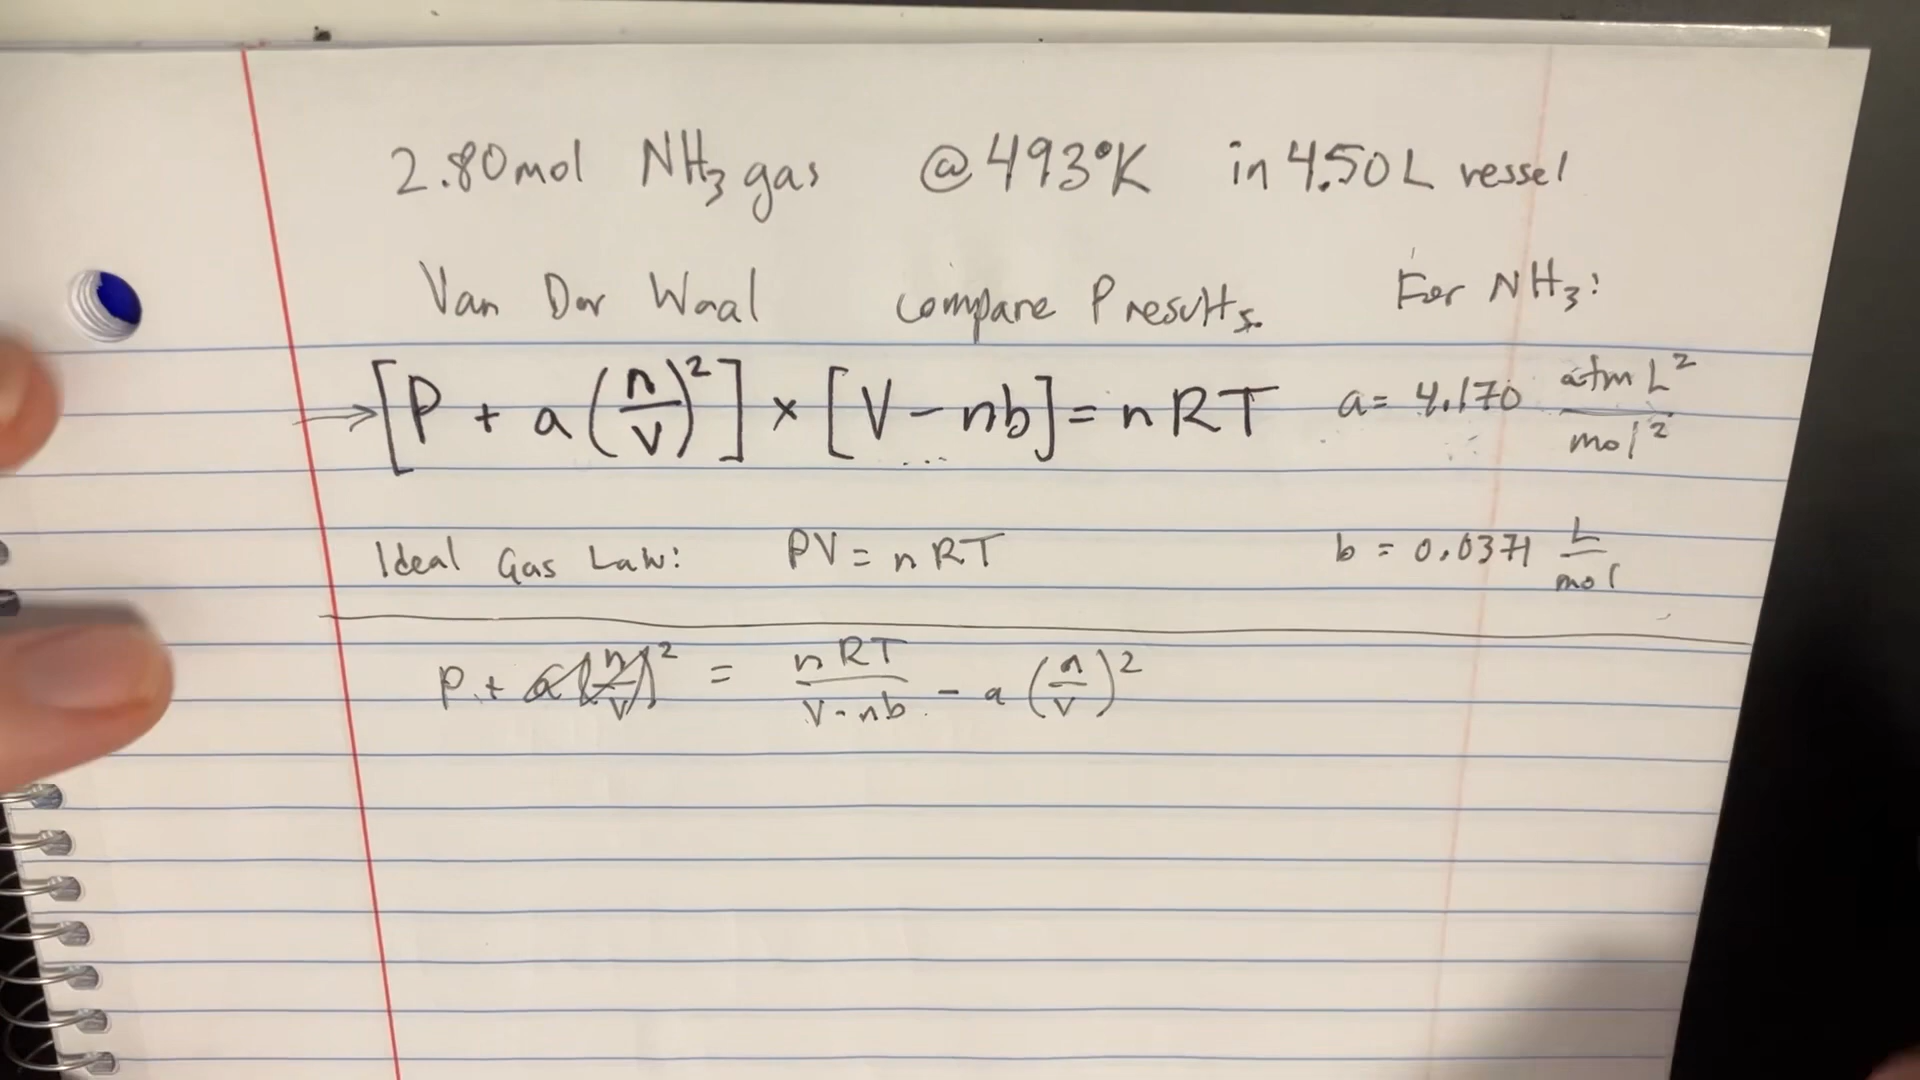 2.80mol NH₃ gas @493°K in 4.50L vessel
Van Der Waal compare P results. For NH₃:
→ [P + a(n/V)²] × [V - nb] = nRT a = 4.170 atm L²/mol²
Ideal Gas Law: PV = nRT b = 0.0371 L/mol
P + a(n/V)² = nRT/V-nb - a(n/V)²